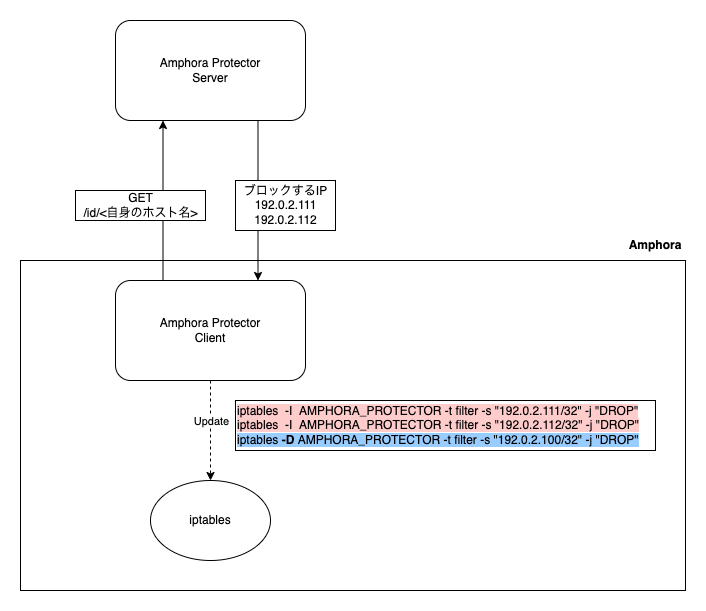 Amphora Protector
Server
GET
/id/<自身のホスト名>
ブロックするIP
192.0.2.111
192.0.2.112
Amphora
Amphora Protector
Client
Update
iptables -I AMPHORA_PROTECTOR -t filter -s "192.0.2.111/32" -j "DROP"
iptables -I AMPHORA_PROTECTOR -t filter -s "192.0.2.112/32" -j "DROP"
iptables -D AMPHORA_PROTECTOR -t filter -s "192.0.2.100/32" -j "DROP"
iptables